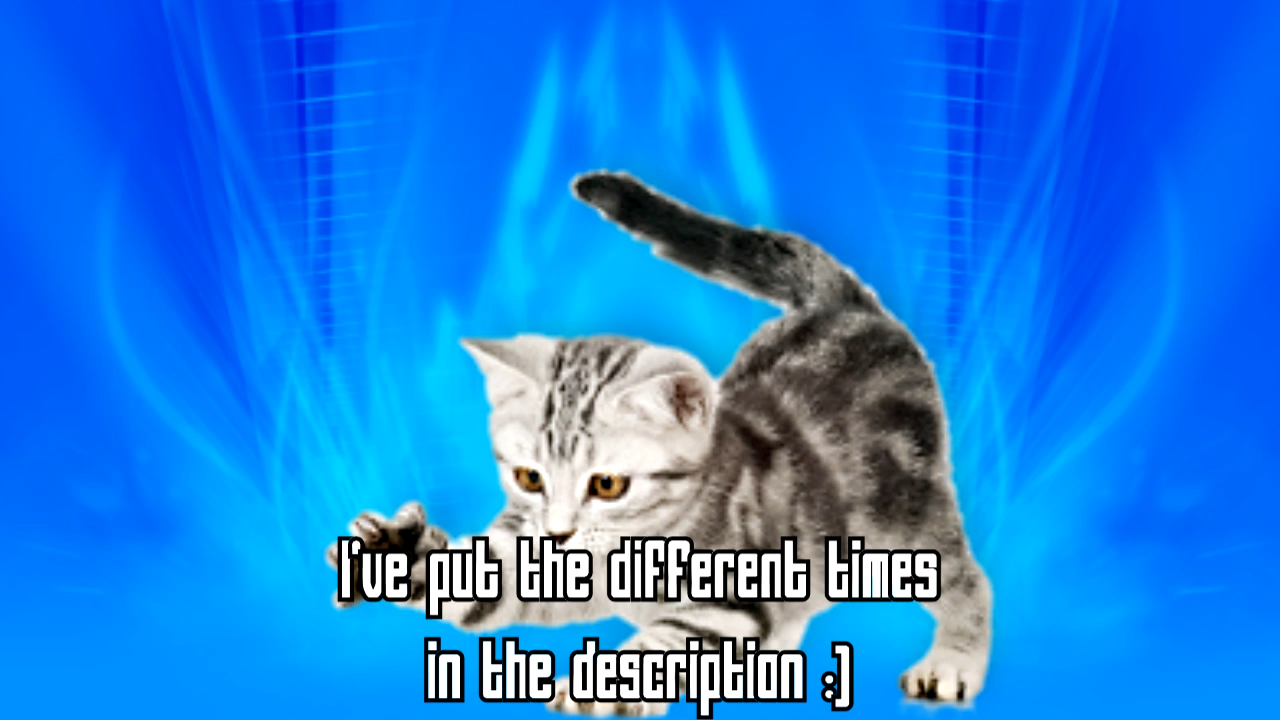 I've put the different times
in the description :)